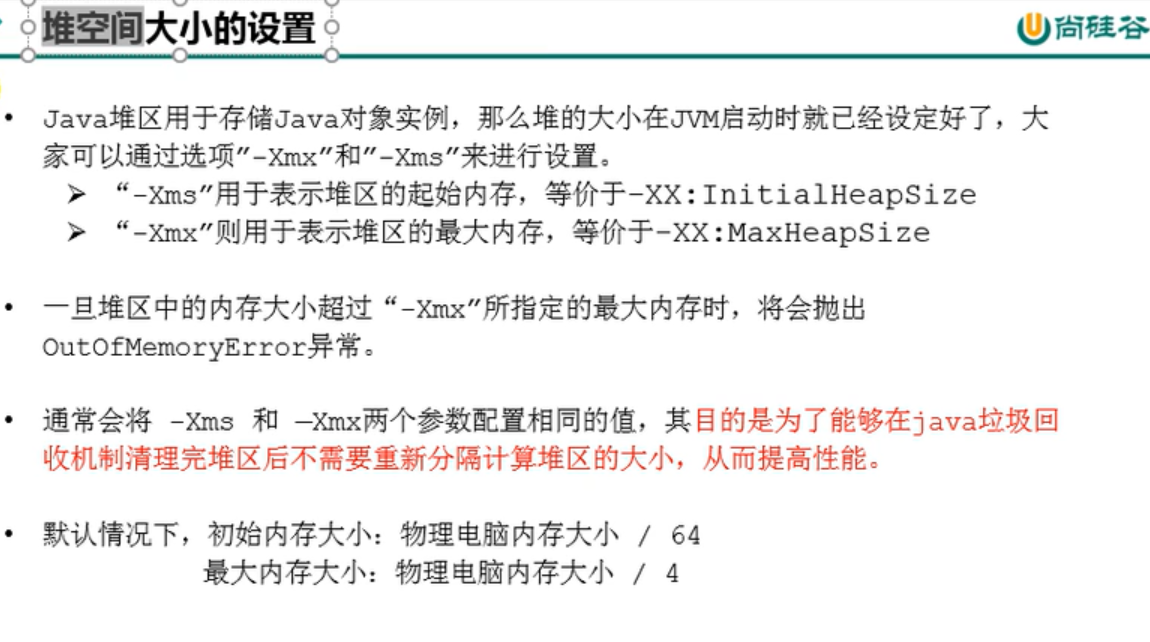 堆空间大小的设置
尚硅谷
• Java堆区用于存储Java对象实例，那么堆的大小在JVM启动时就已经设定好了，大
家可以通过选项"-Xmx"和"-Xms"来进行设置。
➢ “-Xms"用于表示堆区的起始内存，等价于-XX:InitialHeapSize
➢ “-Xmx"则用于表示堆区的最大内存，等价于-XX:MaxHeapSize
• 一旦堆区中的内存大小超过“-Xmx"所指定的最大内存时，将会抛出
OutOfMemoryError异常。
• 通常会将 -Xms 和 –Xmx两个参数配置相同的值，其目的是为了能够在java垃圾回
收机制清理完堆区后不需要重新分隔计算堆区的大小，从而提高性能。
• 默认情况下，初始内存大小：物理电脑内存大小 / 64
最大内存大小：物理电脑内存大小 / 4